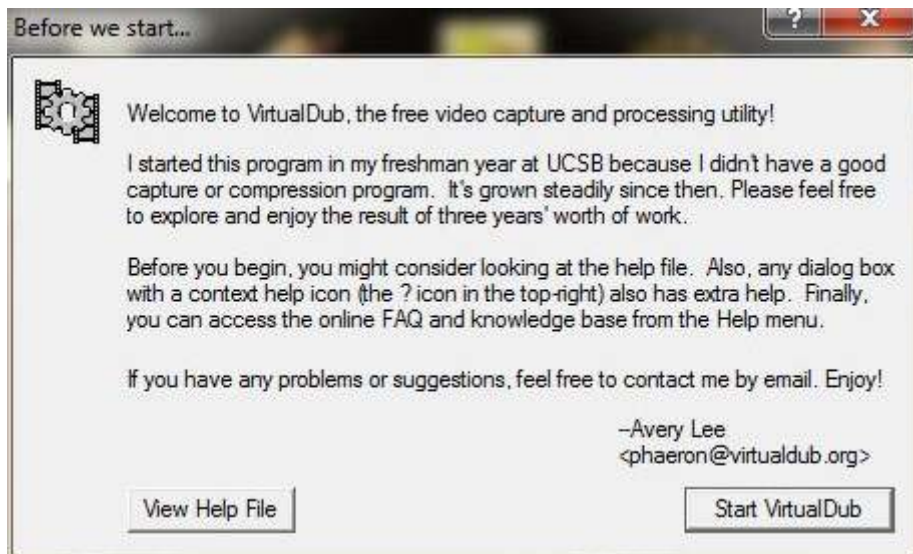 Before we start...
?
X
Welcome to VirtualDub, the free video capture and processing utility!
I started this program in my freshman year at UCSB because I didn't have a good
capture or compression program.  It's grown steadily since then. Please feel free
to explore and enjoy the result of three years' worth of work.
Before you begin, you might consider looking at the help file.  Also, any dialog box
with a context help icon (the ? icon in the top-right) also has extra help.  Finally,
you can access the online FAQ and knowledge base from the Help menu.
If you have any problems or suggestions, feel free to contact me by email. Enjoy!
--Avery Lee
<phaeron@virtualdub.org>
View Help File
Start VirtualDub